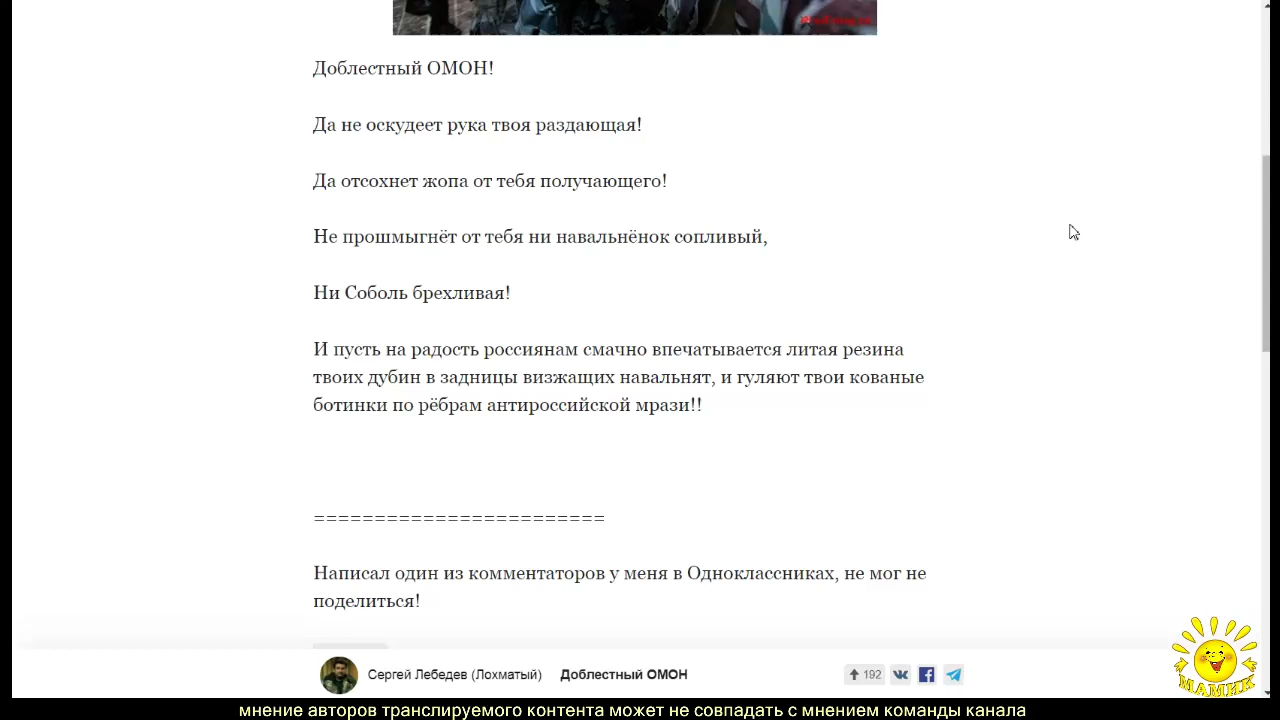 Доблестный ОМОН!
Да не оскудеет рука твоя раздающая!
Да отсохнет жопа от тебя получающего!
Не прошмыгнёт от тебя ни навальнёнок сопливый,
Ни Соболь брехливая!
И пусть на радость россиянам смачно впечатывается литая резина
твоих дубин в задницы визжащих навальнят, и гуляют твои кованые
ботинки по рёбрам антироссийской мрази!!
========================
Написал один из комментаторов у меня в Одноклассниках, не мог не
поделиться!
Сергей Лебедев (Лохматый) Доблестный ОМОН 192
МАМИК
мнение авторов транслируемого контента может не совпадать с мнением команды канала